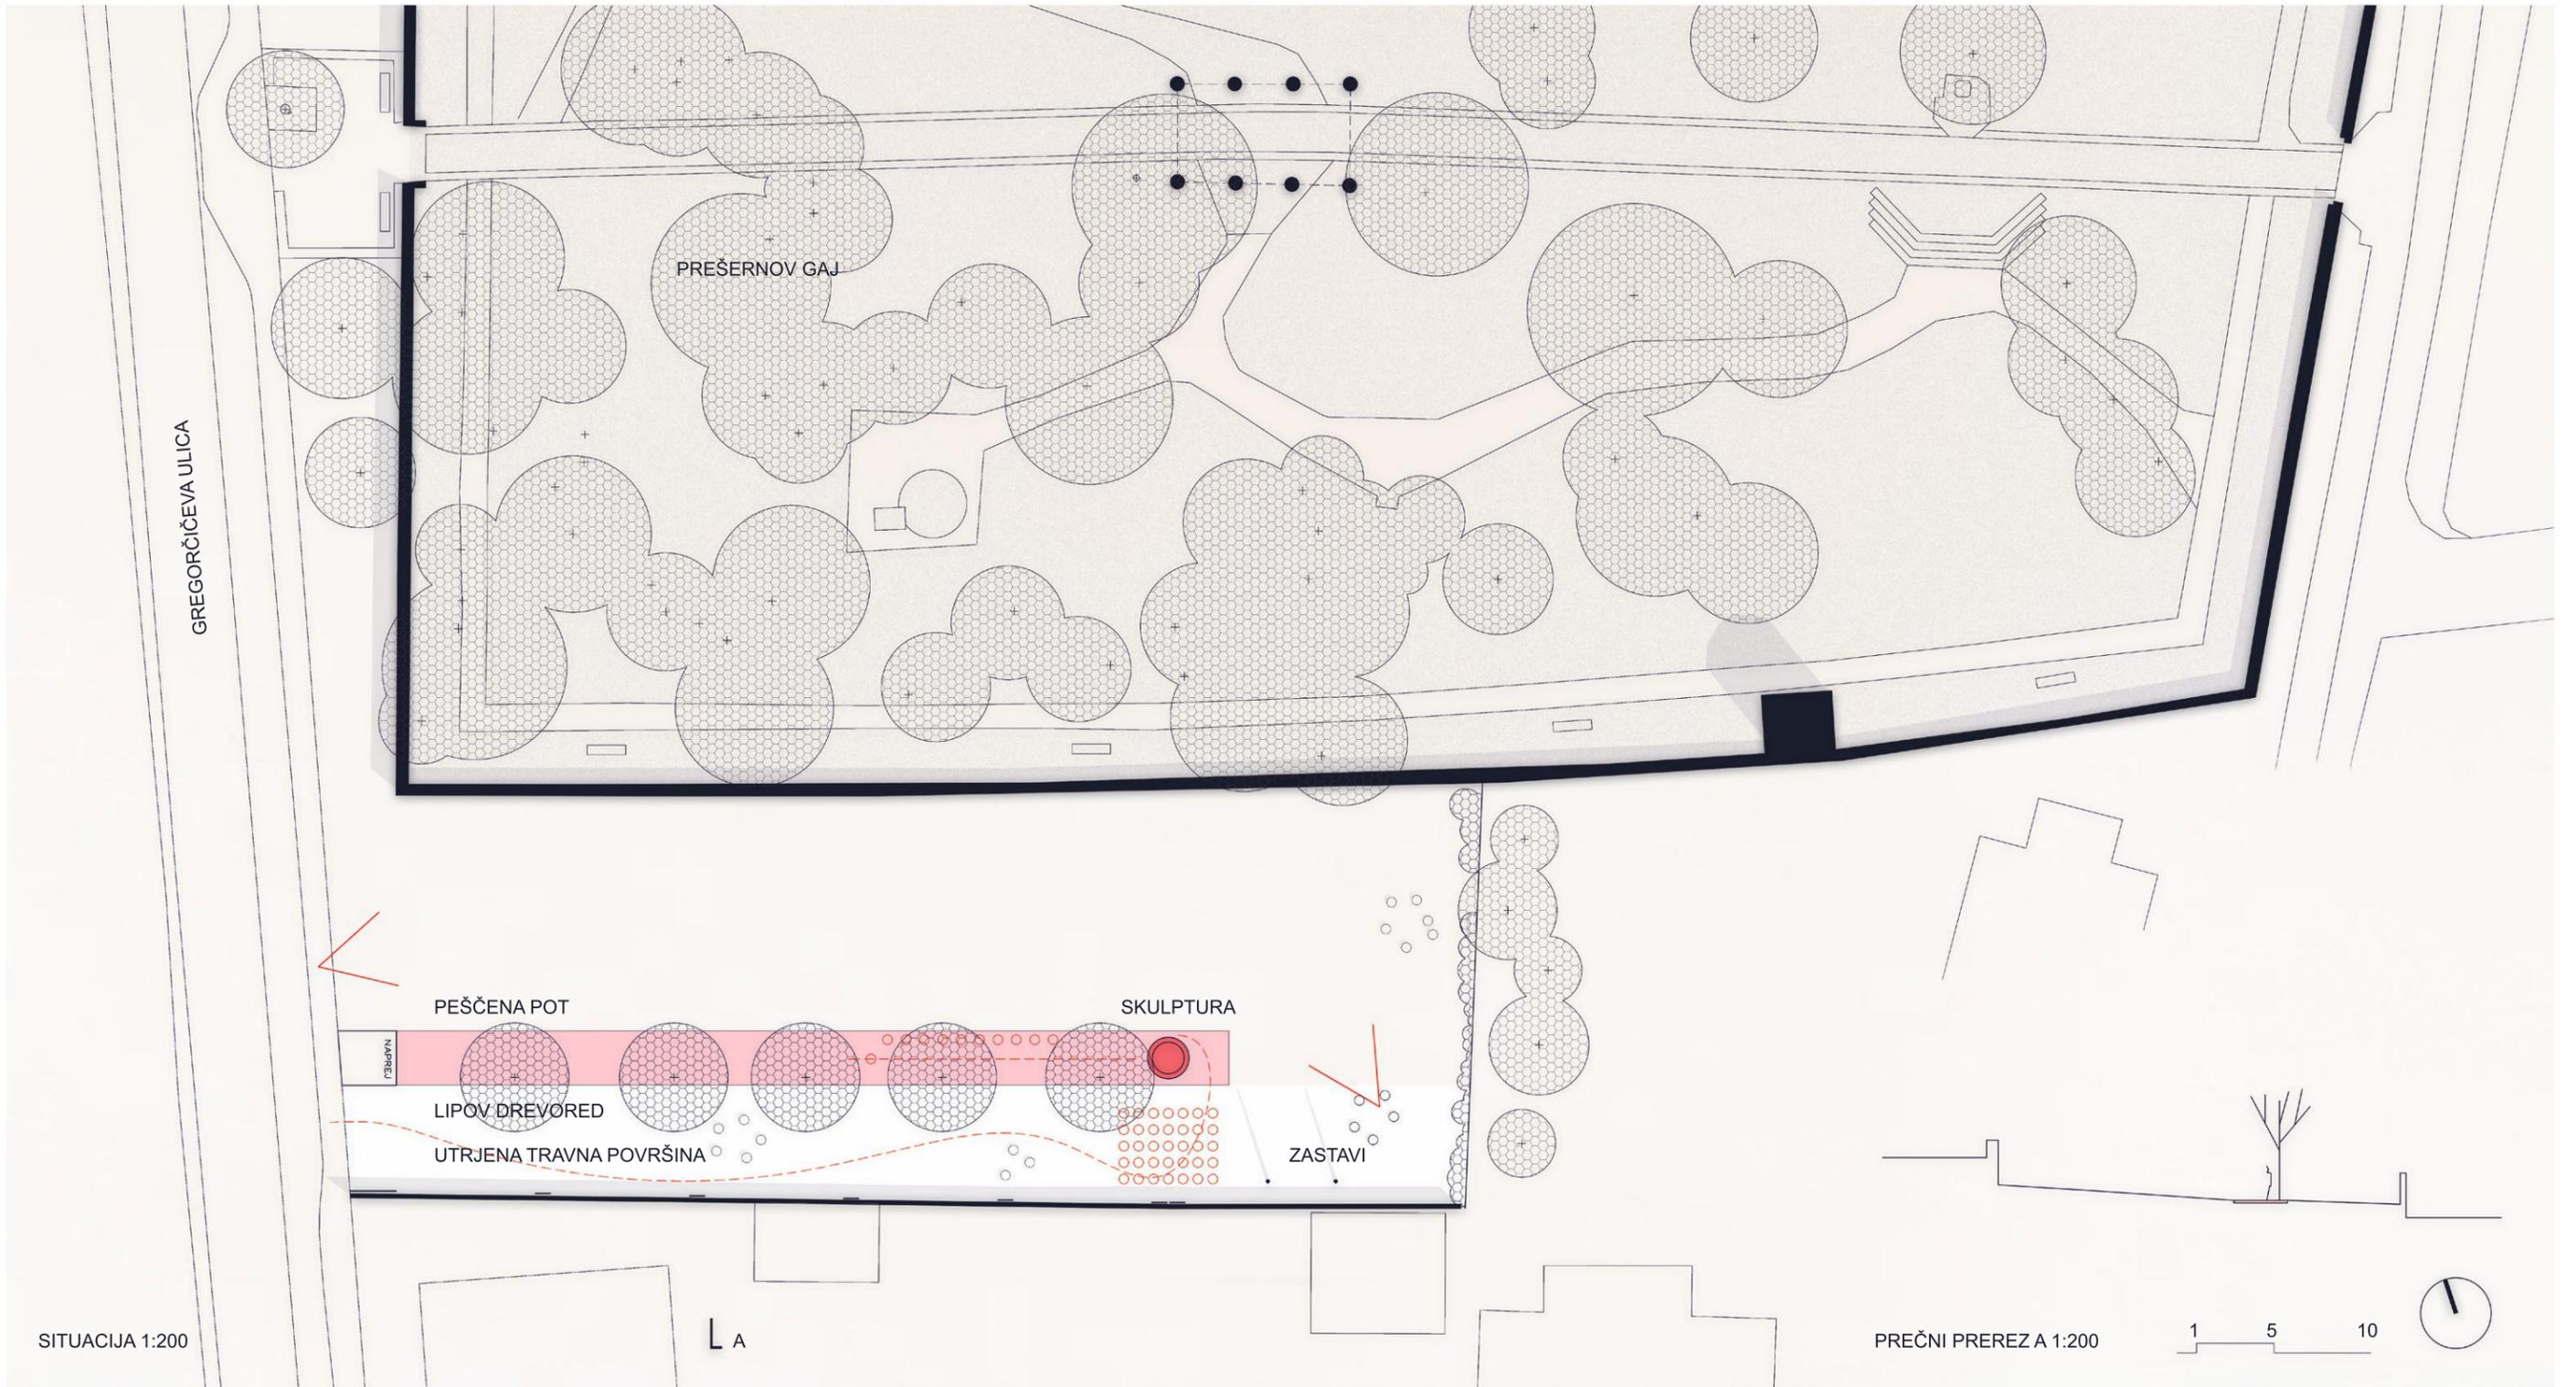 PREŠERNOV GAJ
GREGORČIČEVA ULICA
PEŠČENA POT
SKULPTURA
NAPREJ
LIPOV DREVORED
UTRJENA TRAVNA POVRŠINA
ZASTAVI
SITUACIJA 1:200
A
PREČNI PREREZ A 1:200
1 5 10